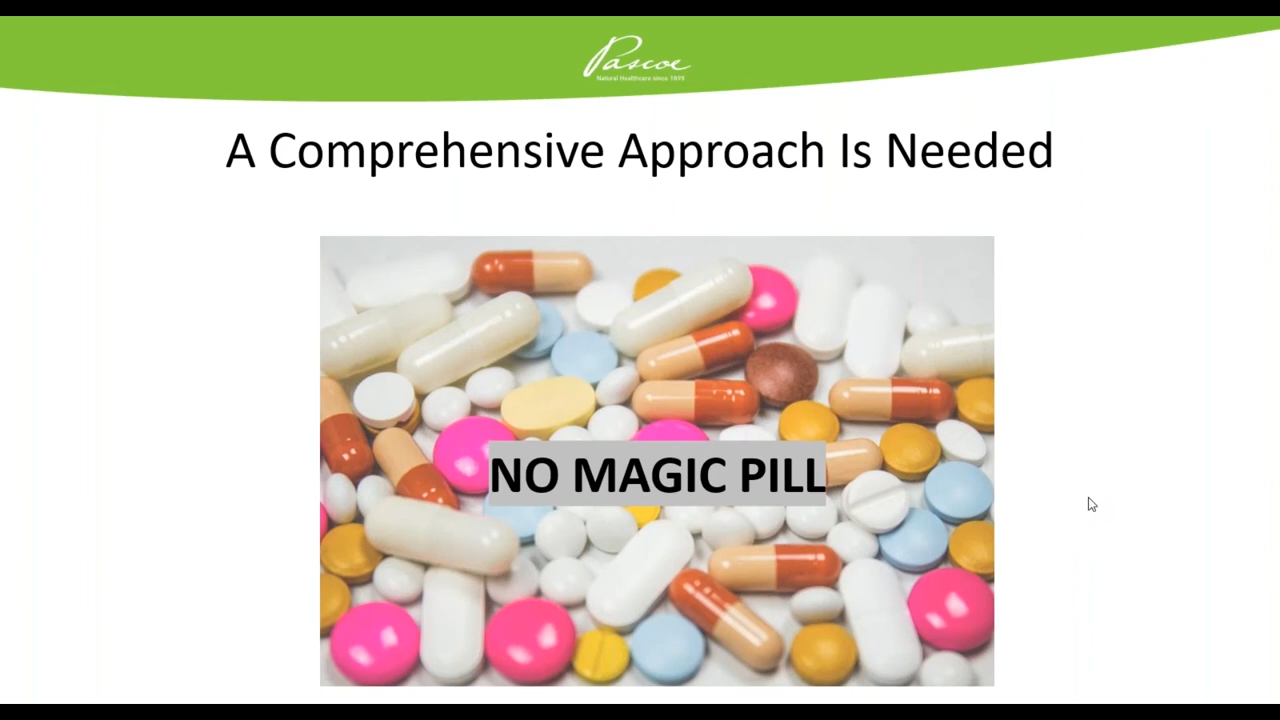 Pascoe
Natural Healthcare since 1895
A Comprehensive Approach Is Needed
NO MAGIC PILL